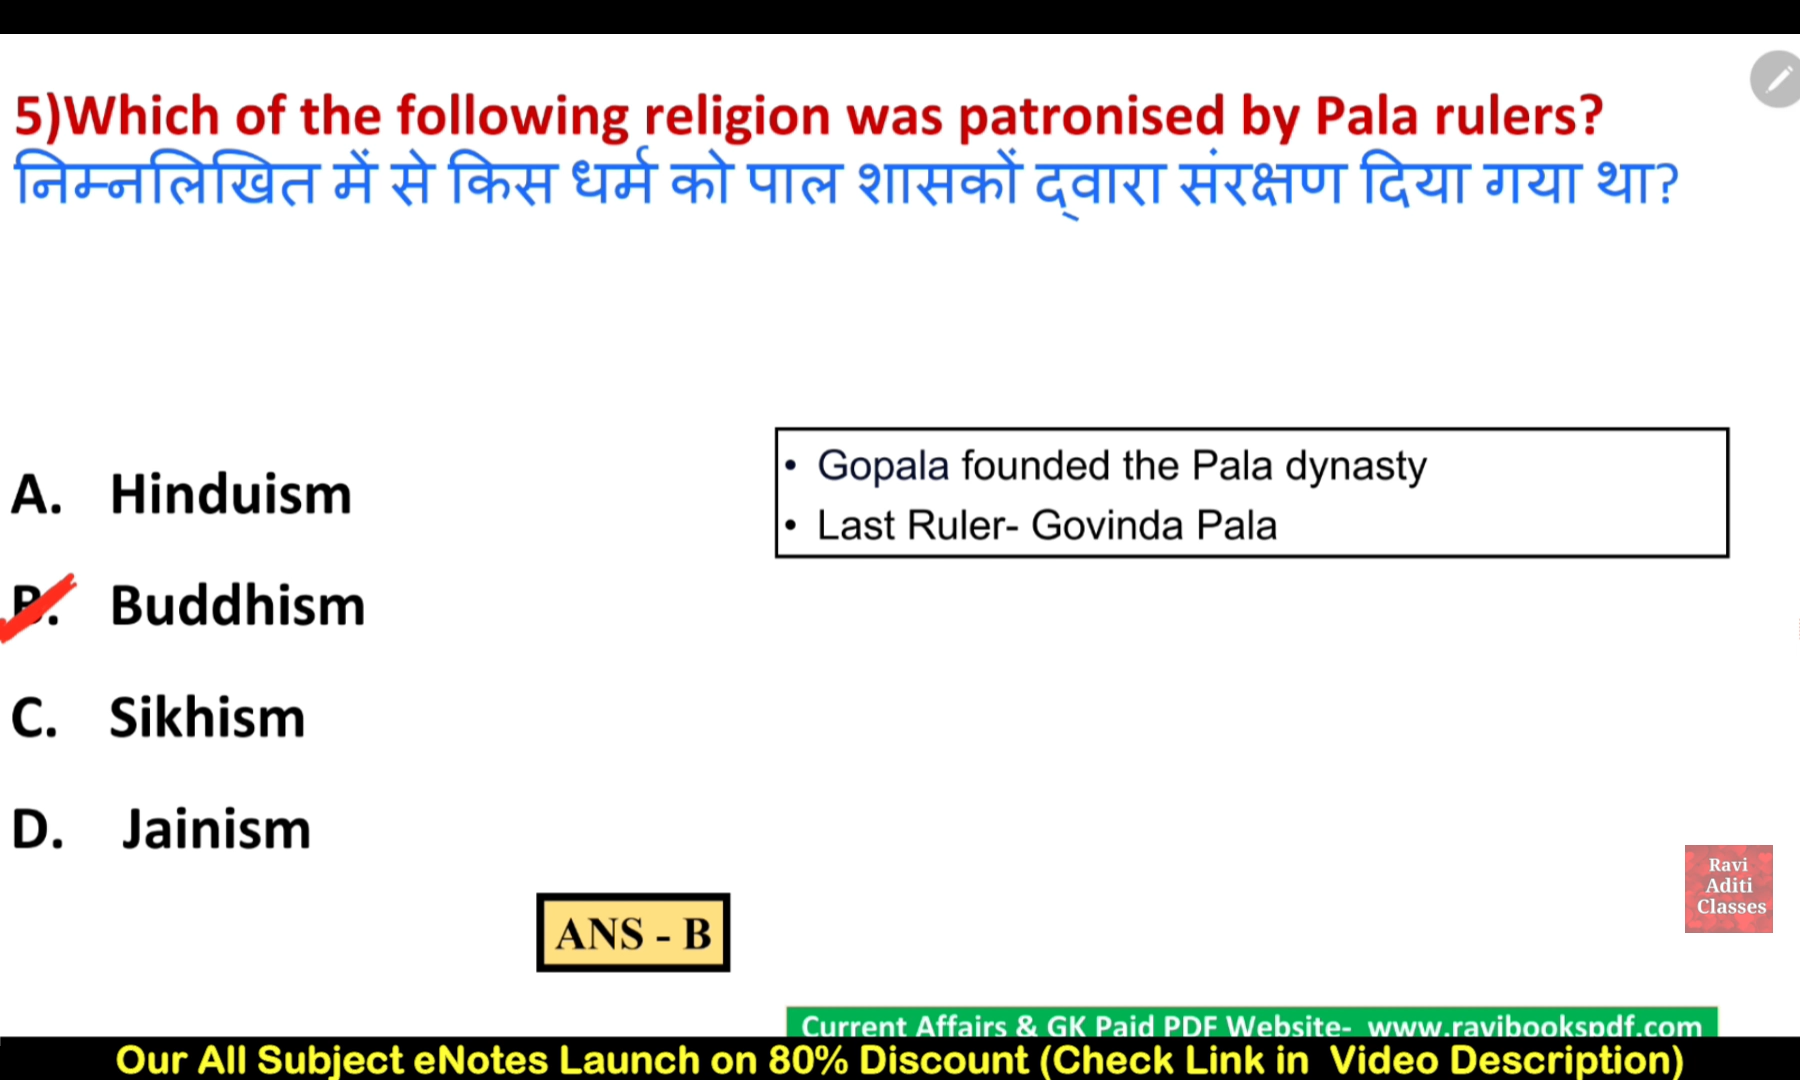 5)Which of the following religion was patronised by Pala rulers?
निम्नलिखित में से किस धर्म को पाल शासकों द्वारा संरक्षण दिया गया था?
A. Hinduism
B. Buddhism
C. Sikhism
D. Jainism
• Gopala founded the Pala dynasty
• Last Ruler- Govinda Pala
ANS - B
Ravi
Aditi
Classes
Current Affairs & GK Paid PDF Website- www.ravibookspdf.com
Our All Subject eNotes Launch on 80% Discount (Check Link in Video Description)